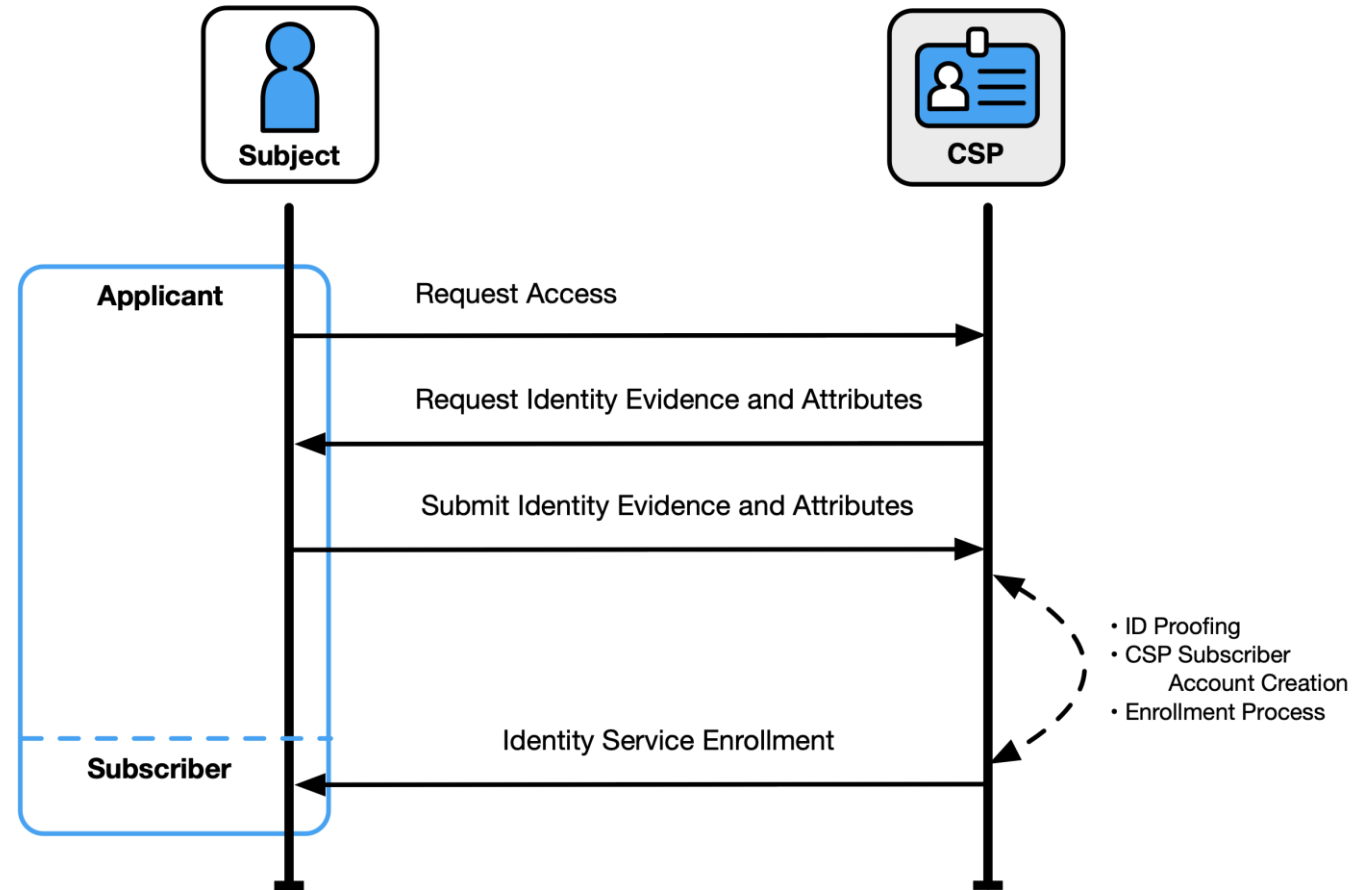 Subject
CSP
Applicant
Request Access
Request Identity Evidence and Attributes
Submit Identity Evidence and Attributes
• ID Proofing
• CSP Subscriber
Account Creation
• Enrollment Process
Identity Service Enrollment
Subscriber